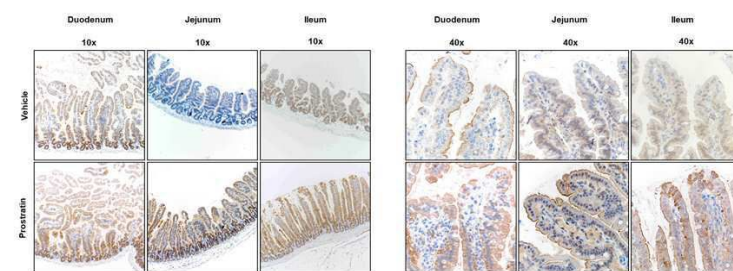 Duodenum Jejunum Ileum Duodenum Jejunum Ileum
10x 10x 10x 40x 40x 40x
Vehicle
Prostratin